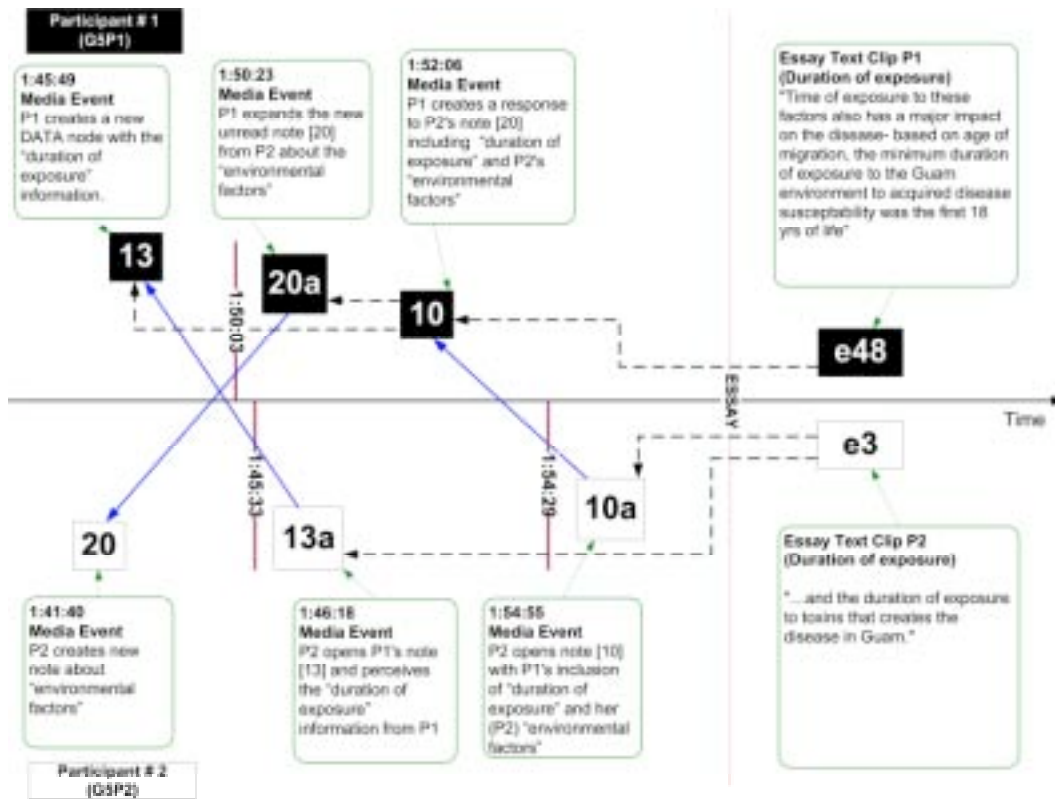 Participant # 1
(G5P1)
1:45:49
Media Event
P1 creates a new
DATA node with the
"duration of
exposure"
information.
1:50:23
Media Event
P1 expands the new
unread note [20]
from P2 about the
"environmental
factors"
1:52:06
Media Event
P1 creates a response
to P2's note [20]
including "duration of
exposure" and P2's
"environmental
factors"
Essay Text Clip P1
(Duration of exposure)
"Time of exposure to these
factors also has a major impact
on the disease- based on age of
migration, the minimum duration
of exposure to the Guam
environment to acquired disease
susceptability was the first 18
yrs of life"
13
20a
10
e48
1:50:03
ESSAY
Time
1:45:33
1:54:29
e3
20
13a
10a
1:41:40
Media Event
P2 creates new
note about
"environmental
factors"
1:46:18
Media Event
P2 opens P1's note
[13] and perceives
the "duration of
exposure"
information from P1
1:54:55
Media Event
P2 opens note [10]
with P1's inclusion
of "duration of
exposure" and her
(P2) "environmental
factors"
Essay Text Clip P2
(Duration of exposure)
"....and the duration of exposure
to toxins that creates the
disease in Guam."
Participant # 2
(G5P2)